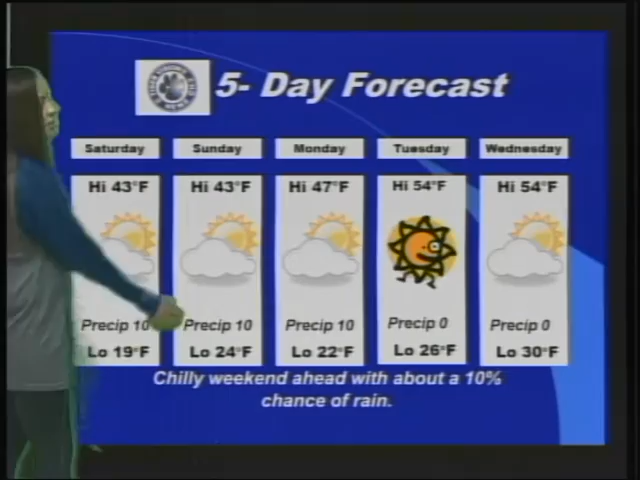 5- Day Forecast
Saturday Sunday Monday Tuesday Wednesday
Hi 43°F Hi 43°F Hi 47°F Hi 54°F Hi 54°F
Precip 10 Precip 10 Precip 10 Precip 0 Precip 0
Lo 19°F Lo 24°F Lo 22°F Lo 26°F Lo 30°F
Chilly weekend ahead with about a 10%
chance of rain.